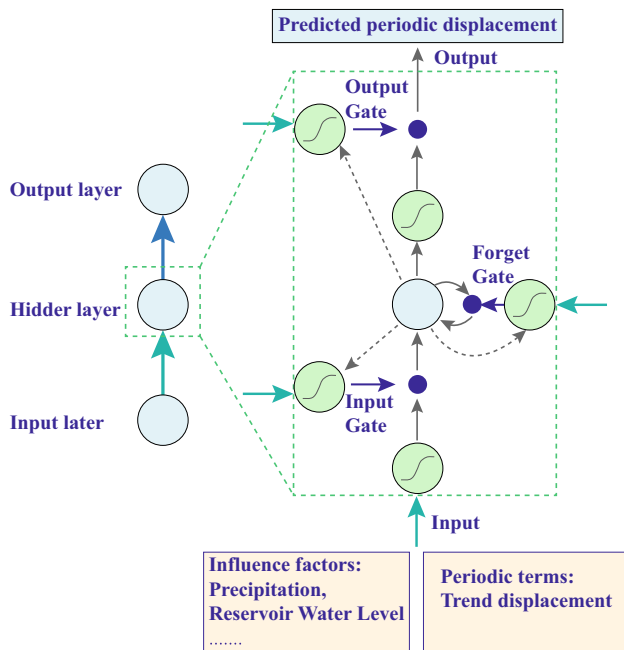 Predicted periodic displacement
Output
Output
Gate
Output layer
Forget
Gate
Hidder layer
Input
Gate
Input later
Input
Influence factors:
Precipitation,
Reservoir Water Level
.......
Periodic terms:
Trend displacement